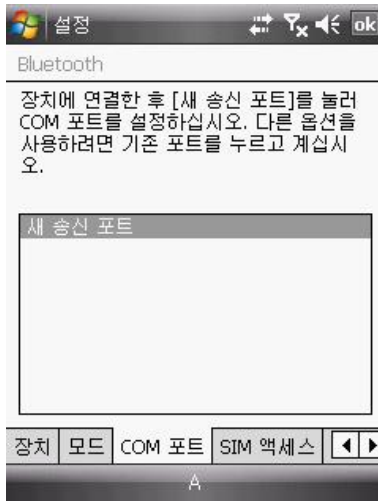 설정
ok
Bluetooth
장치에 연결한 후 [새 송신 포트]를 눌러
COM 포트를 설정하십시오. 다른 옵션을
사용하려면 기존 포트를 누르고 계십시
오.
새 송신 포트
장치 모드 COM 포트 SIM 액세스
A